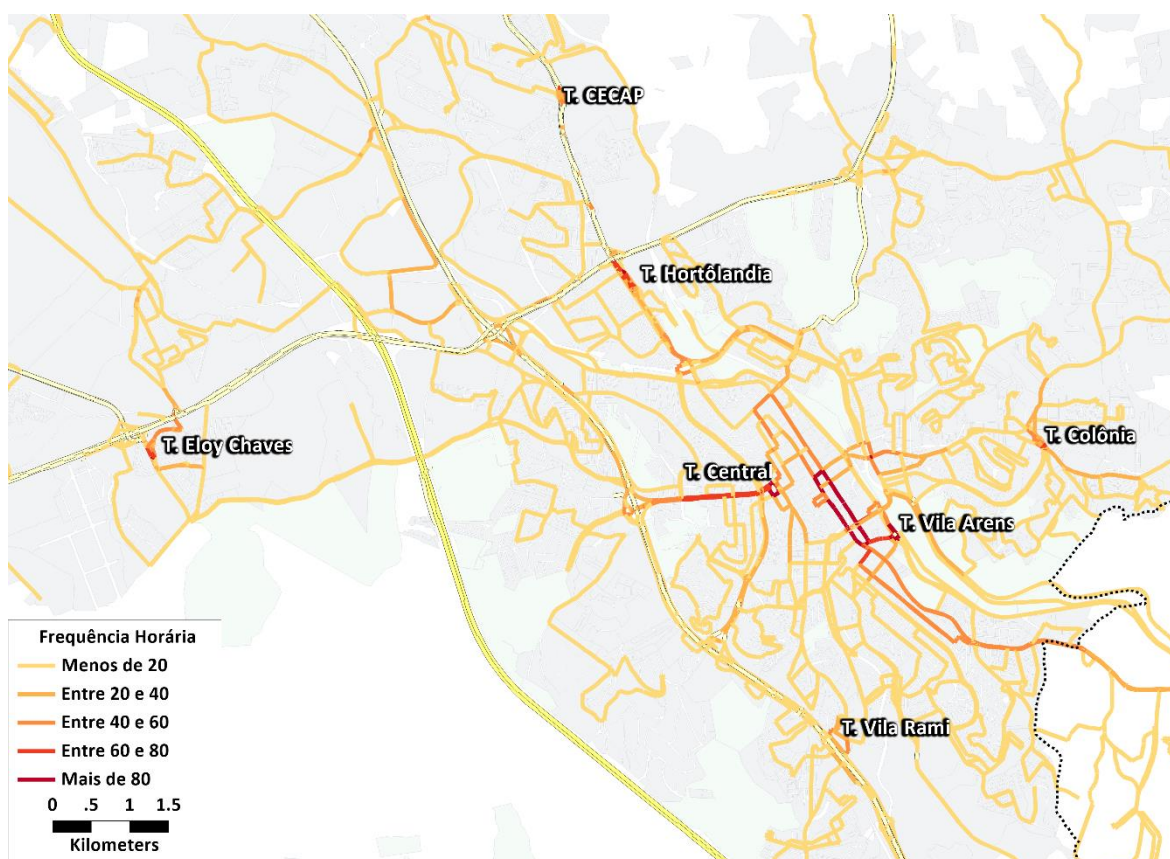 T. CECAP
T. Hortôlandia
T. Eloy Chaves
T. Central
T. Colônia
T. Vila Arens
T. Vila Rami
Frequência Horária
Menos de 20
Entre 20 e 40
Entre 40 e 60
Entre 60 e 80
Mais de 80
0 .5 1 1.5
Kilometers